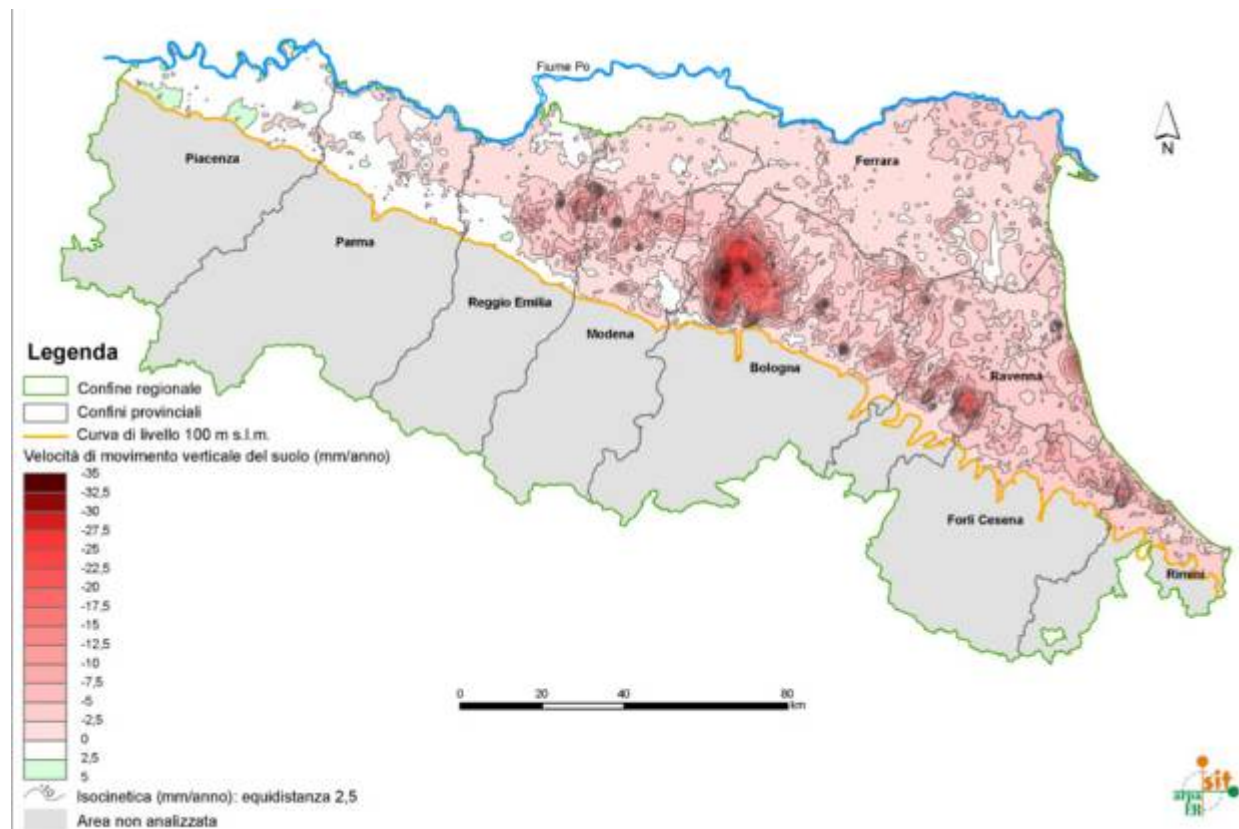 Fiume Po
N
Piacenza
Ferrara
Parma
Reggio Emilia
Modena
Bologna
Ravenna
Forlì Cesena
Rimini
Legenda
Confine regionale
Confini provinciali
Curva di livello 100 m s.l.m.
Velocità di movimento verticale del suolo (mm/anno)
-35
-32,5
-30
-27,5
-25
-22,5
-20
-17,5
-15
-12,5
-10
-7,5
-5
-2,5
0
2,5
5
Isocinetica (mm/anno): equidistanza 2,5
Area non analizzata
0 20 40 80
km
sit
arpa
ER